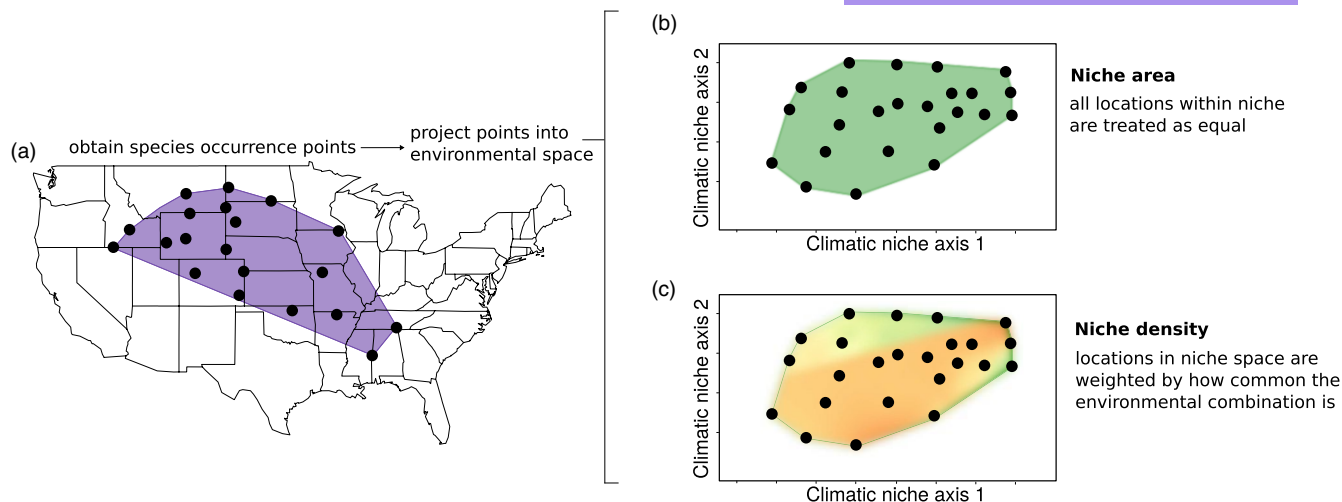 (a)
obtain species occurrence points
project points into
environmental space
(b)
Climatic niche axis 2
Climatic niche axis 1
Niche area
all locations within niche
are treated as equal
(c)
Climatic niche axis 2
Climatic niche axis 1
Niche density
locations in niche space are
weighted by how common the
environmental combination is